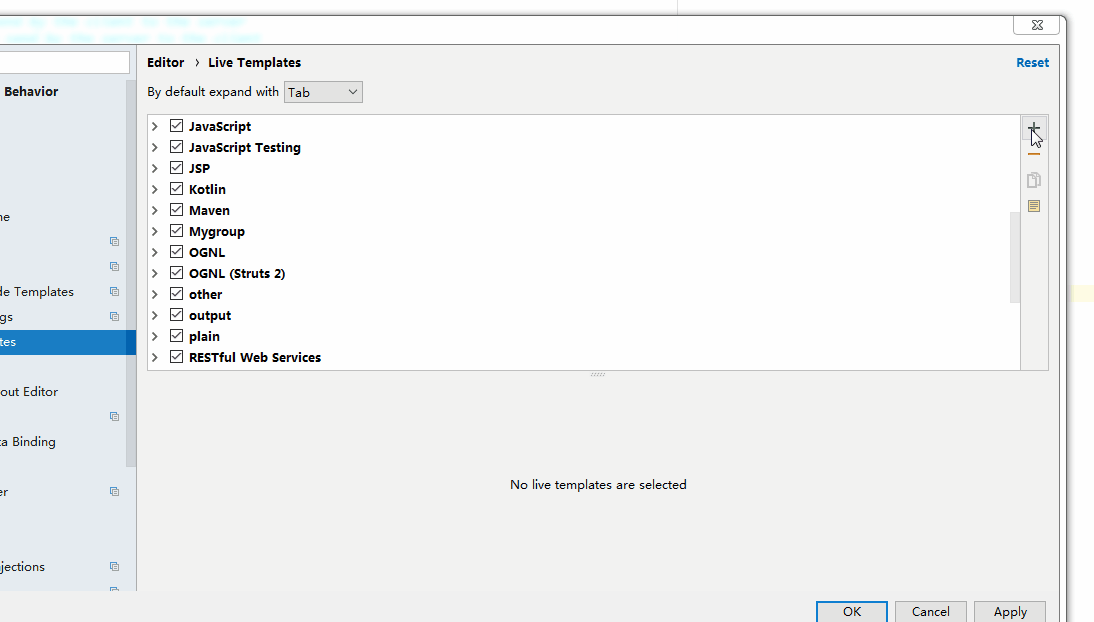 Editor › Live Templates
Reset
By default expand with Tab
JavaScript
JavaScript Testing
JSP
Kotlin
Maven
Mygroup
OGNL
OGNL (Struts 2)
other
output
plain
RESTful Web Services
No live templates are selected
Behavior
ne
de Templates
gs
tes
out Editor
ta Binding
er
jections
OK
Cancel
Apply